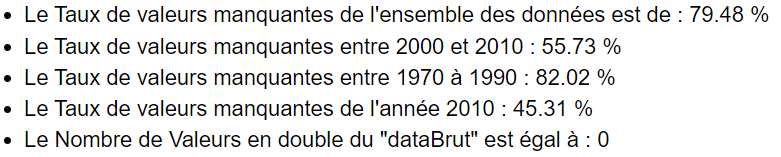 • Le Taux de valeurs manquantes de l'ensemble des données est de : 79.48 %
• Le Taux de valeurs manquantes entre 2000 et 2010 : 55.73 %
• Le Taux de valeurs manquantes entre 1970 à 1990 : 82.02 %
• Le Taux de valeurs manquantes de l'année 2010 : 45.31 %
• Le Nombre de Valeurs en double du "dataBrut" est égal à : 0